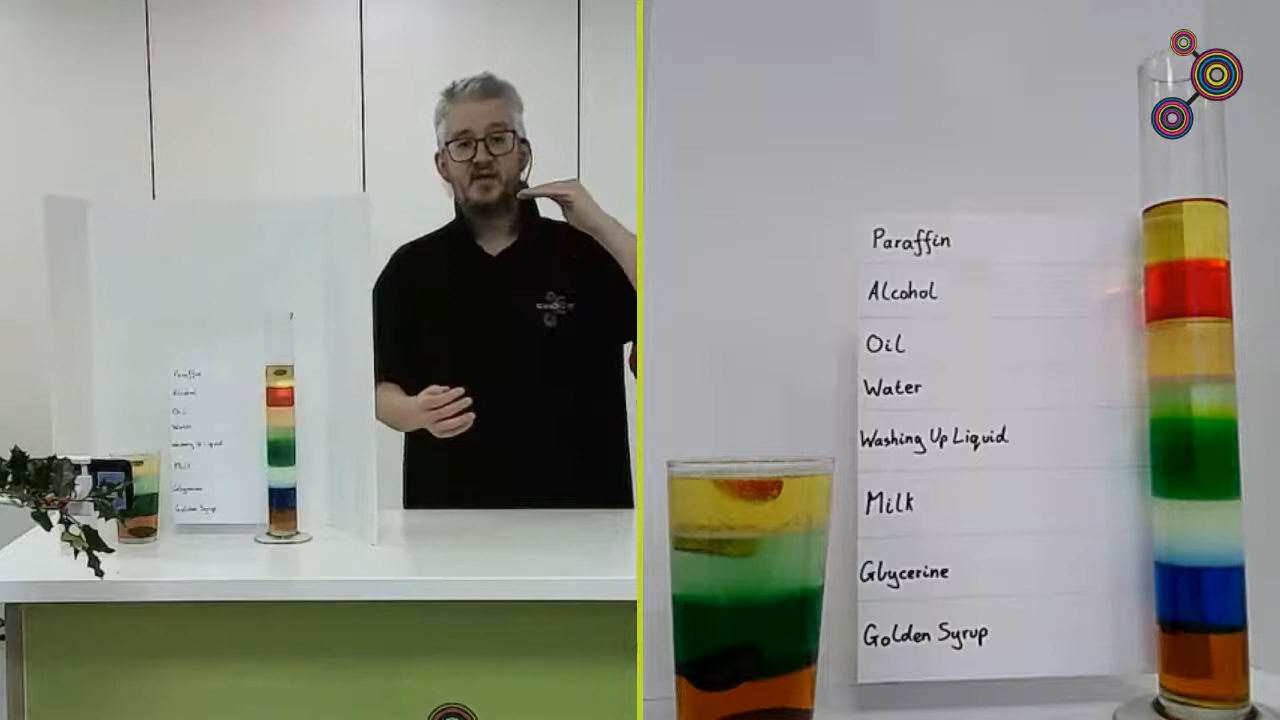 Paraffin
Alcohol
Oil
Water
Washing Up Liquid
Milk
Glycerine
Golden Syrup